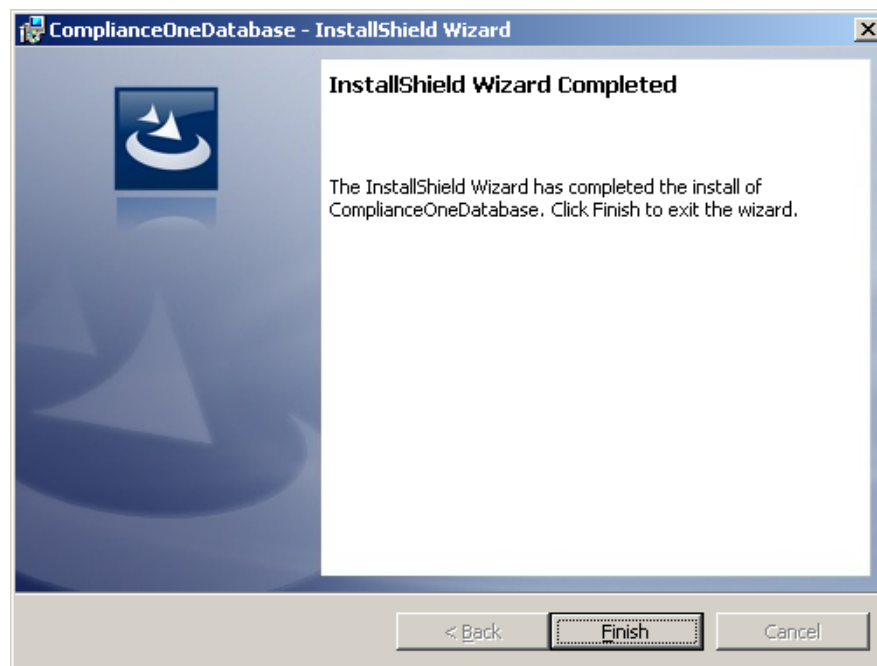 ComplianceOneDatabase - InstallShield Wizard
InstallShield Wizard Completed
The InstallShield Wizard has completed the install of
ComplianceOneDatabase. Click Finish to exit the wizard.
< Back
Finish
Cancel